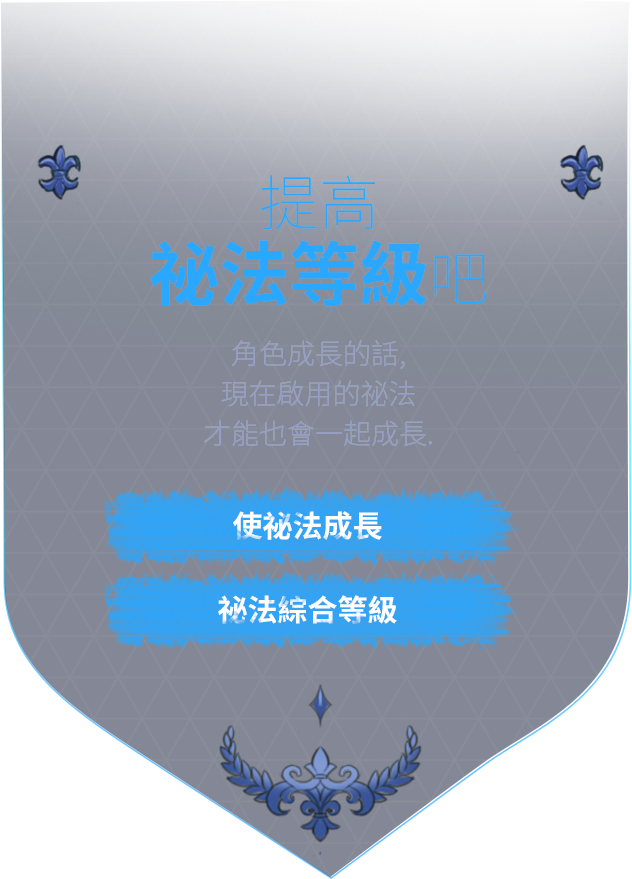 提高
祕法等級吧
角色成長的話,
現在啟用的祕法
才能也會一起成長.
使祕法成長
祕法綜合等級